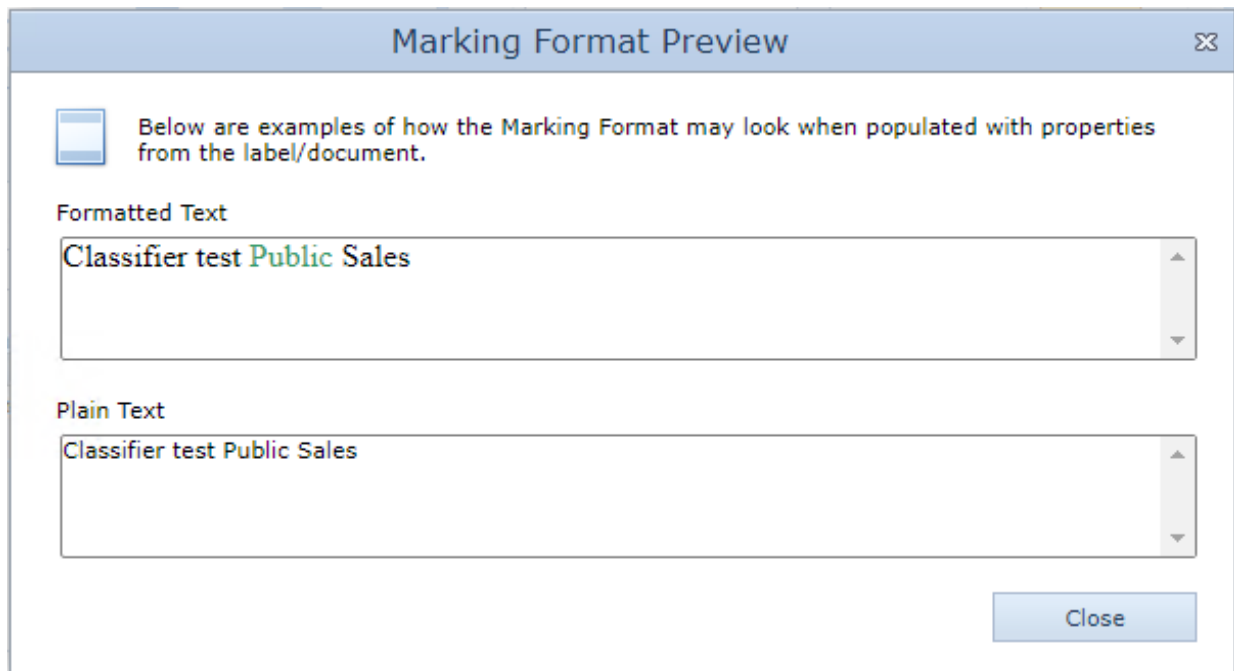 Marking Format Preview
Below are examples of how the Marking Format may look when populated with properties
from the label/document.
Formatted Text
Classifier test Public Sales
Plain Text
Classifier test Public Sales
Close